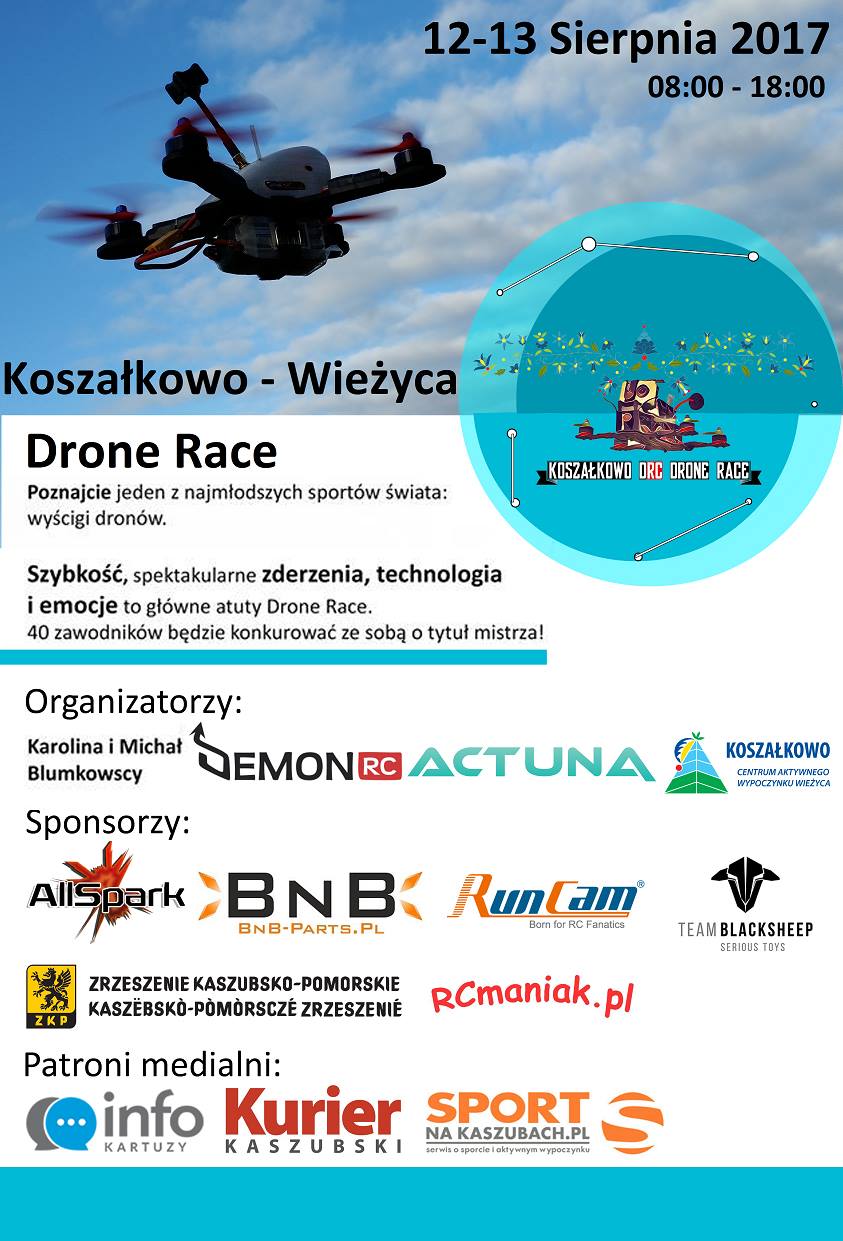 12-13 Sierpnia 2017
08:00 - 18:00
Koszałkowo - Wieżyca
KOSZAŁKOWO DRC DRONE RACE
Drone Race
Poznajcie jeden z najmłodszych sportów świata:
wyścigi dronów.
Szybkość, spektakularne zderzenia, technologia
i emocje to główne atuty Drone Race.
40 zawodników będzie konkurować ze sobą o tytuł mistrza!
Organizatorzy:
Karolina i Michał
Blumkowscy
DEMON RC
ACTUNA
KOSZAŁKOWO
CENTRUM AKTYWNEGO
WYPOCZYNKU WIEŻYCA
Sponsorzy:
AllSpark
BNB
BNB-PARTS.PL
RunCam®
Born for RC Fanatics
TEAM BLACKSHEEP
SERIOUS TOYS
ZKP
ZRZESZENIE KASZUBSKO-POMORSKIE
KASZËBSKÒ-PÒMÒRSCZÉ ZRZESZENIÉ
RCmaniak.pl
Patroni medialni:
info
KARTUZY
Kurier
KASZUBSKI
SPORT
NA KASZUBACH.PL
serwis o sporcie i aktywnym wypoczynku